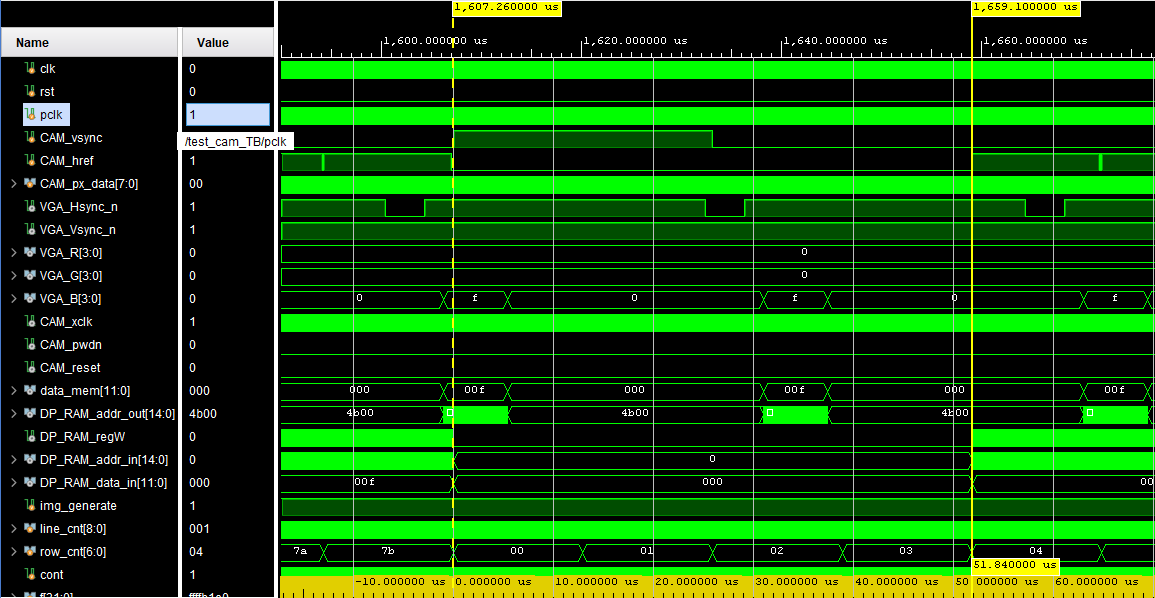 1,607.260000 us 1,659.100000 us
Name Value
1,600.000000 us 1,620.000000 us 1,640.000000 us 1,660.000000 us
clk 0
rst 0
pclk 1
CAM_vsync /test_cam_TB/pclk
CAM_href 1
CAM_px_data[7:0] 00
VGA_Hsync_n 1
VGA_Vsync_n 1
VGA_R[3:0] 0 0
VGA_G[3:0] 0 0
VGA_B[3:0] 0 0 f 0 f 0 f
CAM_xclk 1
CAM_pwdn 0
CAM_reset 0
data_mem[11:0] 000 000 00f 000 00f 000 00f
DP_RAM_addr_out[14:0] 4b00 4b00 4b00 4b00
DP_RAM_regW 0
DP_RAM_addr_in[14:0] 0 0
DP_RAM_data_in[11:0] 000 00f 000 00
img_generate 1
line_cnt[8:0] 001
row_cnt[6:0] 04 7a 7b 00 01 02 03 04
cont 1 51.840000 us
-10.000000 us 0.000000 us 10.000000 us 20.000000 us 30.000000 us 40.000000 us 50 000000 us 60.000000 us